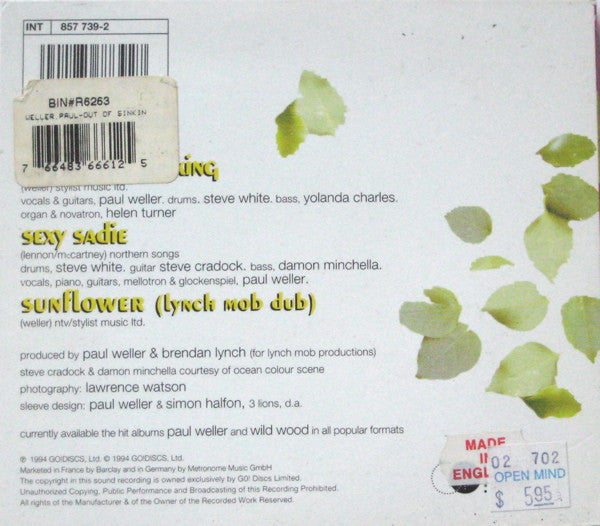 INT 857 739-2
BIN#R6263
WELLER, PAUL-OUT OF SINKIN
7 66483 66612 5
KING
(weller) stylist music ltd.
vocals & guitars, paul weller. drums. steve white. bass, yolanda charles.
organ & novatron, helen turner
sexy sadie
(lennon/mccartney) northern songs
drums, steve white. guitar steve cradock. bass, damon minchella.
vocals, piano, guitars, mellotron & glockenspiel, paul weller.
sunflower (lynch mob dub)
(weller) ntv/stylist music ltd.
produced by paul weller & brendan lynch (for lynch mob productions)
steve cradock & damon minchella courtesy of ocean colour scene
photography: lawrence watson
sleeve design: paul weller & simon halfon, 3 lions, d.a.
currently available the hit albums paul weller and wild wood in all popular formats
℗ 1994 GO!DISCS, Ltd. © 1994 GO!DISCS, Ltd.
Marketed in France by Barclay and in Germany by Metronome Music GmbH
The copyright in this sound recording is owned exclusively by GO! Discs Limited.
Unauthorized Copying, Public Performance and Broadcasting of this Recording Prohibited.
All rights of the Manufacturer & of the Owner of the Recorded Work Reserved.
MADE
ENGL
02 702
OPEN MIND
$ 595